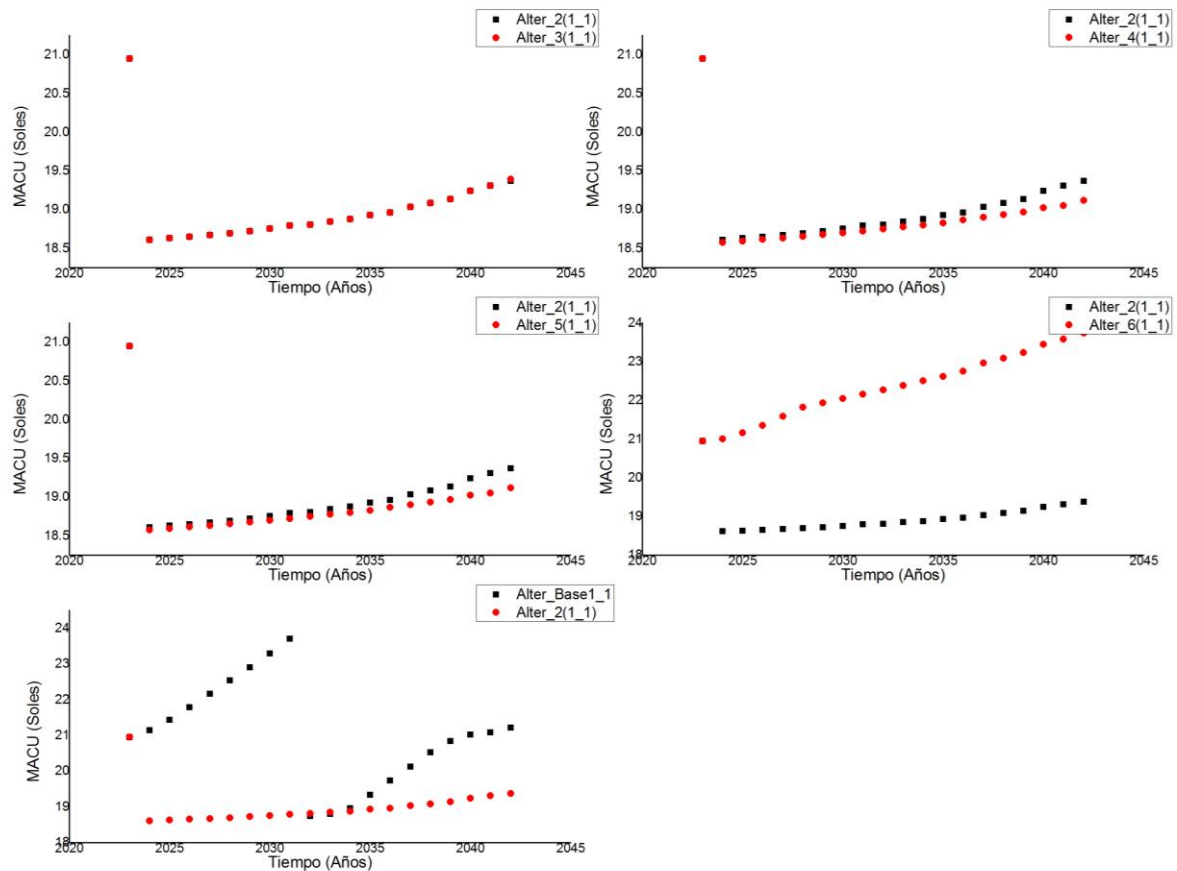 Alter_2(1_1)
Alter_3(1_1)
21.0
20.5
20.0
19.5
19.0
18.5
MACU (Soles)
2020 2025 2030 2035 2040 2045
Tiempo (Años)
Alter_2(1_1)
Alter_4(1_1)
21.0
20.5
20.0
19.5
19.0
18.5
MACU (Soles)
2020 2025 2030 2035 2040 2045
Tiempo (Años)
Alter_2(1_1)
Alter_5(1_1)
21.0
20.5
20.0
19.5
19.0
18.5
MACU (Soles)
2020 2025 2030 2035 2040 2045
Tiempo (Años)
Alter_2(1_1)
Alter_6(1_1)
24
23
22
21
20
19
18
MACU (Soles)
2020 2025 2030 2035 2040 2045
Tiempo (Años)
Alter_Base1_1
Alter_2(1_1)
24
23
22
21
20
19
18
MACU (Soles)
2020 2025 2030 2035 2040 2045
Tiempo (Años)